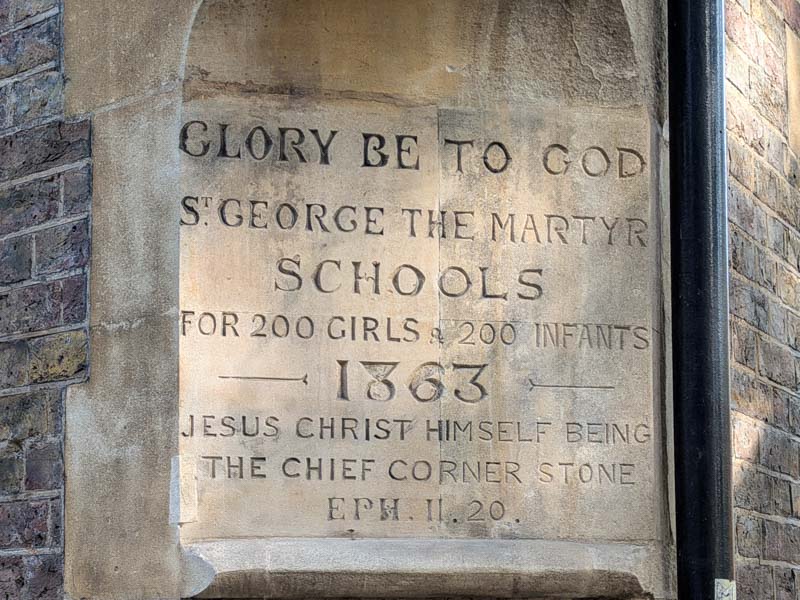 GLORY BE TO GOD
ST. GEORGE THE MARTYR
SCHOOLS
FOR 200 GIRLS & 200 INFANTS
1863
JESUS CHRIST HIMSELF BEING
THE CHIEF CORNER STONE
EPH. II. 20.